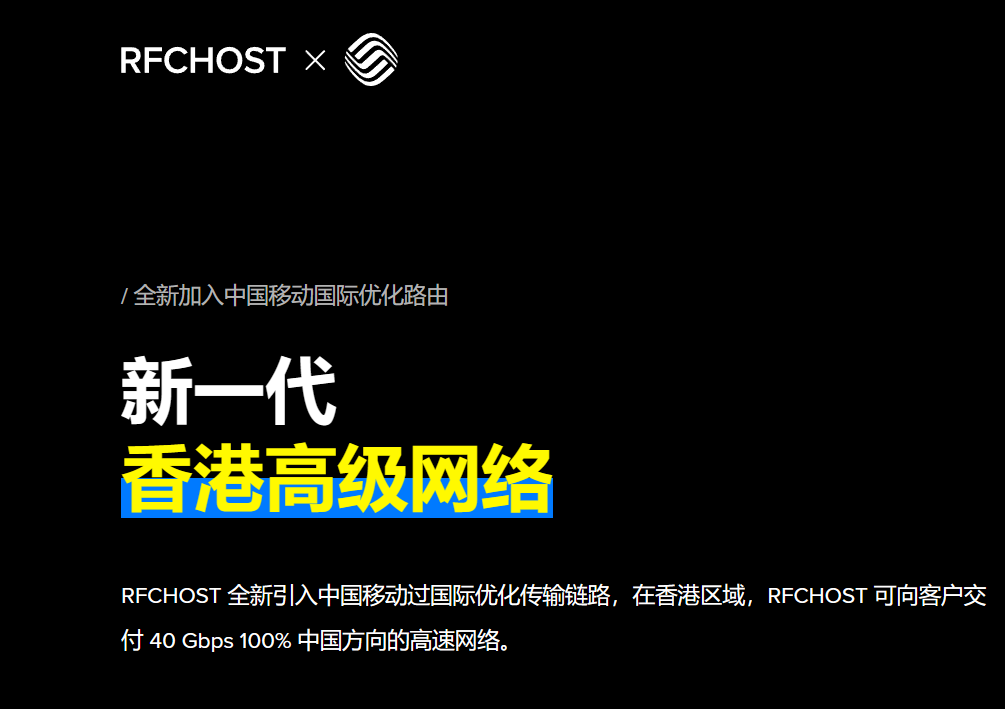 RFCHOST ×
/ 全新加入中国移动国际优化路由
新一代
香港高级网络
RFCHOST 全新引入中国移动过国际优化传输链路，在香港区域，RFCHOST 可向客户交
付 40 Gbps 100% 中国方向的高速网络。